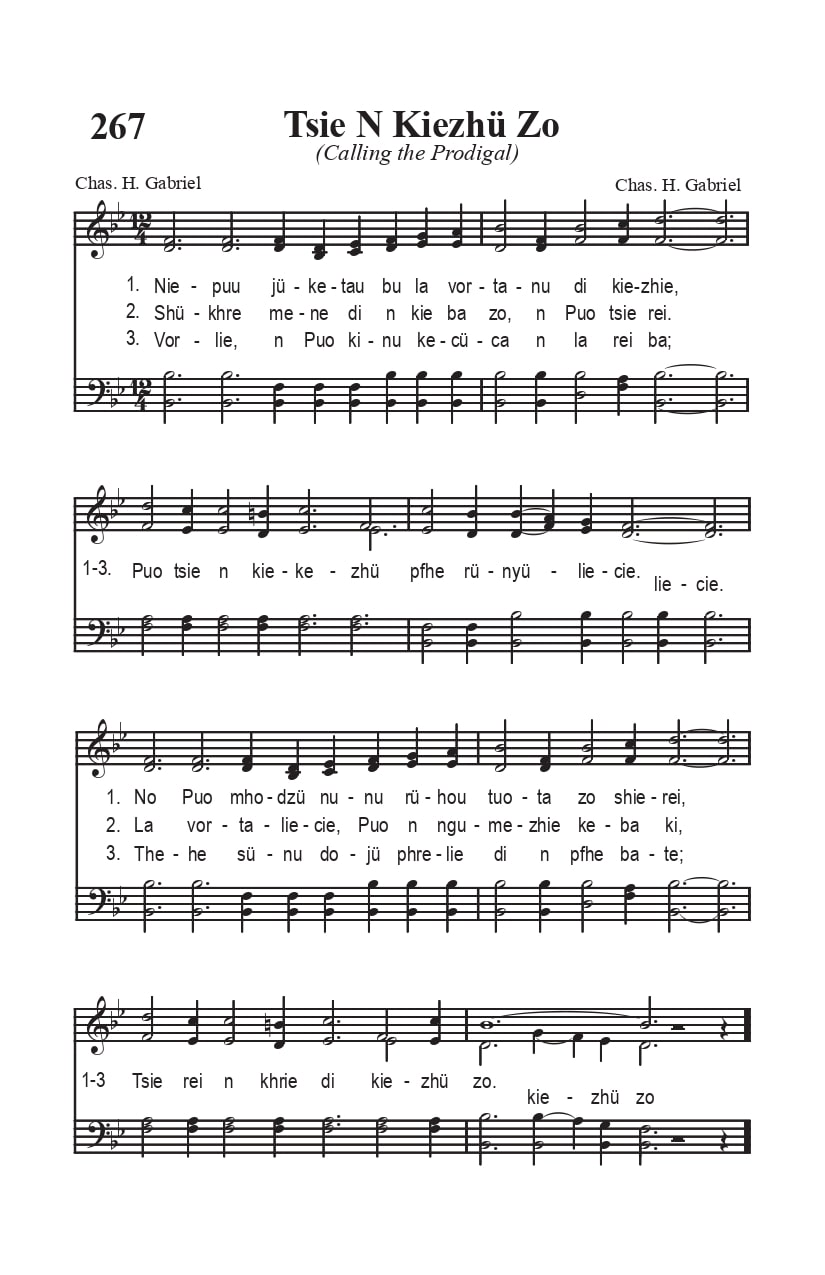 267
Tsie N Kiezhü Zo
(Calling the Prodigal)
Chas. H. Gabriel
Chas. H. Gabriel
12
4
1. Nie - puu jü - ke - tau bu la vor - ta - nu di kie-zhie,
2. Shü - khre me - ne di n kie ba zo, n Puo tsie rei.
3. Vor - lie, n Puo ki - nu ke - cü - ca n la rei ba;
12
4
1-3. Puo tsie n kie - ke - zhü pfhe rü - nyü - lie - cie.
lie - cie.
1. No Puo mho - dzü nu - nu rü - hou tuo - ta zo shie - rei,
2. La vor - ta - lie - cie, Puo n ngu - me - zhie ke - ba ki,
3. The - he sü - nu do - jü phre - lie di n pfhe ba - te;
1-3 Tsie rei n khrie di kie - zhü zo.
kie - zhü zo